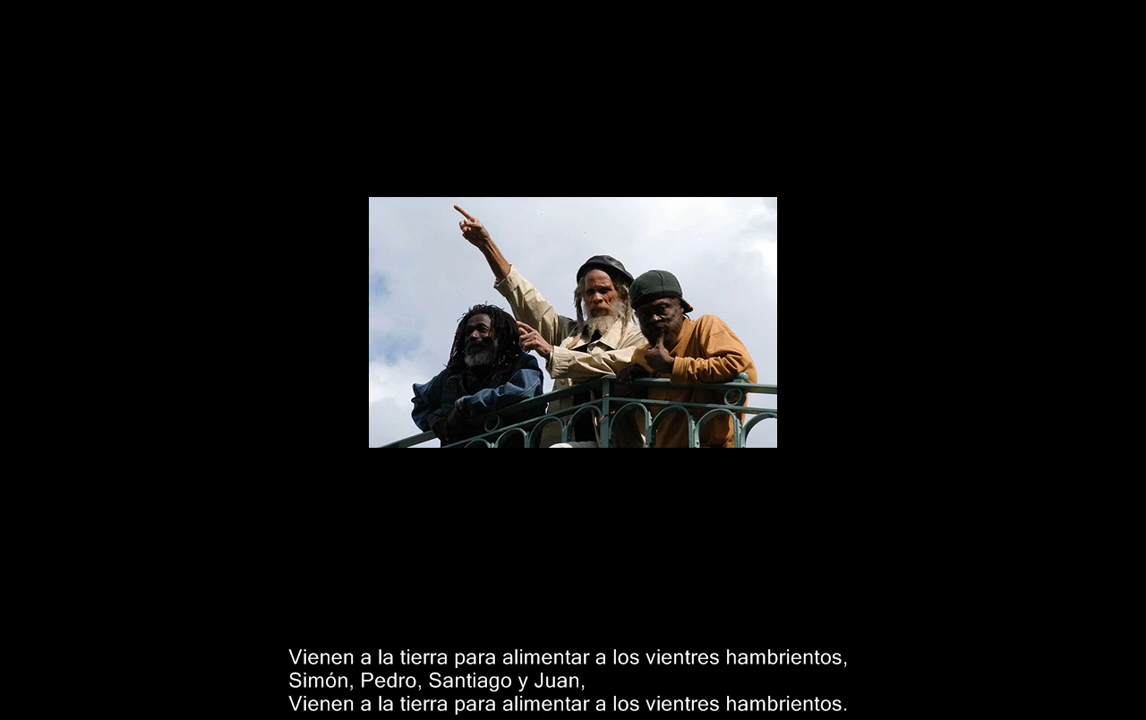 Vienen a la tierra para alimentar a los vientres hambrientos,
Simón, Pedro, Santiago y Juan,
Vienen a la tierra para alimentar a los vientres hambrientos.